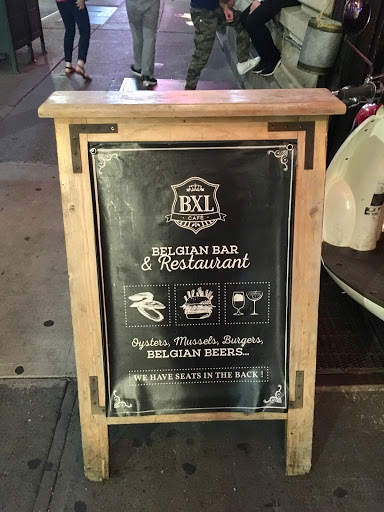 BXL
CAFE
BELGIAN BAR
& Restaurant
Oysters, Mussels, Burgers,
BELGIAN BEERS...
WE HAVE SEATS IN THE BACK !